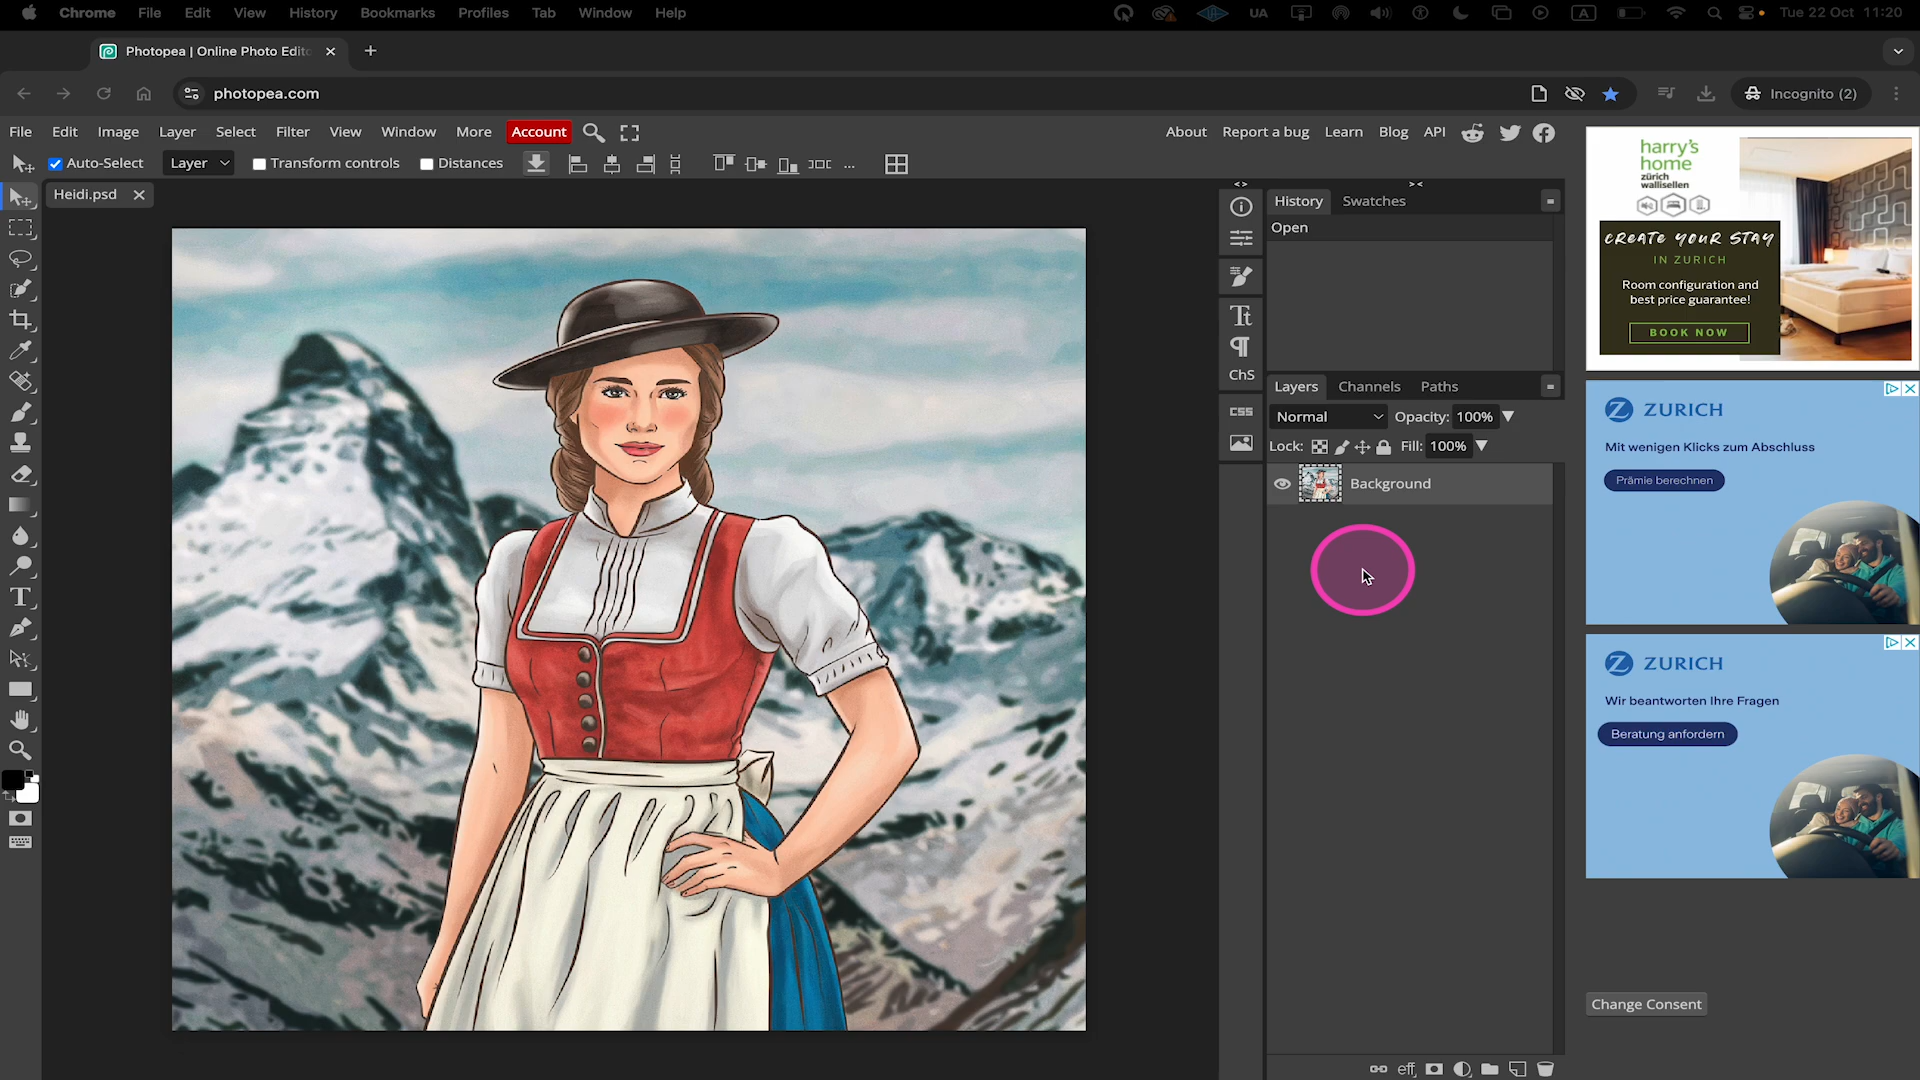 Chrome File Edit View History Bookmarks Profiles Tab Window Help UA A Tue 22 Oct 11:20
Photopea | Online Photo Edit
photopea.com
Incognito (2)
File Edit Image Layer Select Filter View Window More Account About Report a bug Learn Blog API
Auto-Select Layer Transform controls Distances ...
Heidi.psd
History Swatches
Open
ChS
CSS
Layers Channels Paths
Normal Opacity: 100%
Lock: Fill: 100%
Background
eff
harry's
home
zürich
wallisellen
CREATE YOUR STAY
IN ZURICH
Room configuration and
best price guarantee!
BOOK NOW
ZURICH
Mit wenigen Klicks zum Abschluss
Prämie berechnen
ZURICH
Wir beantworten Ihre Fragen
Beratung anfordern
Change Consent